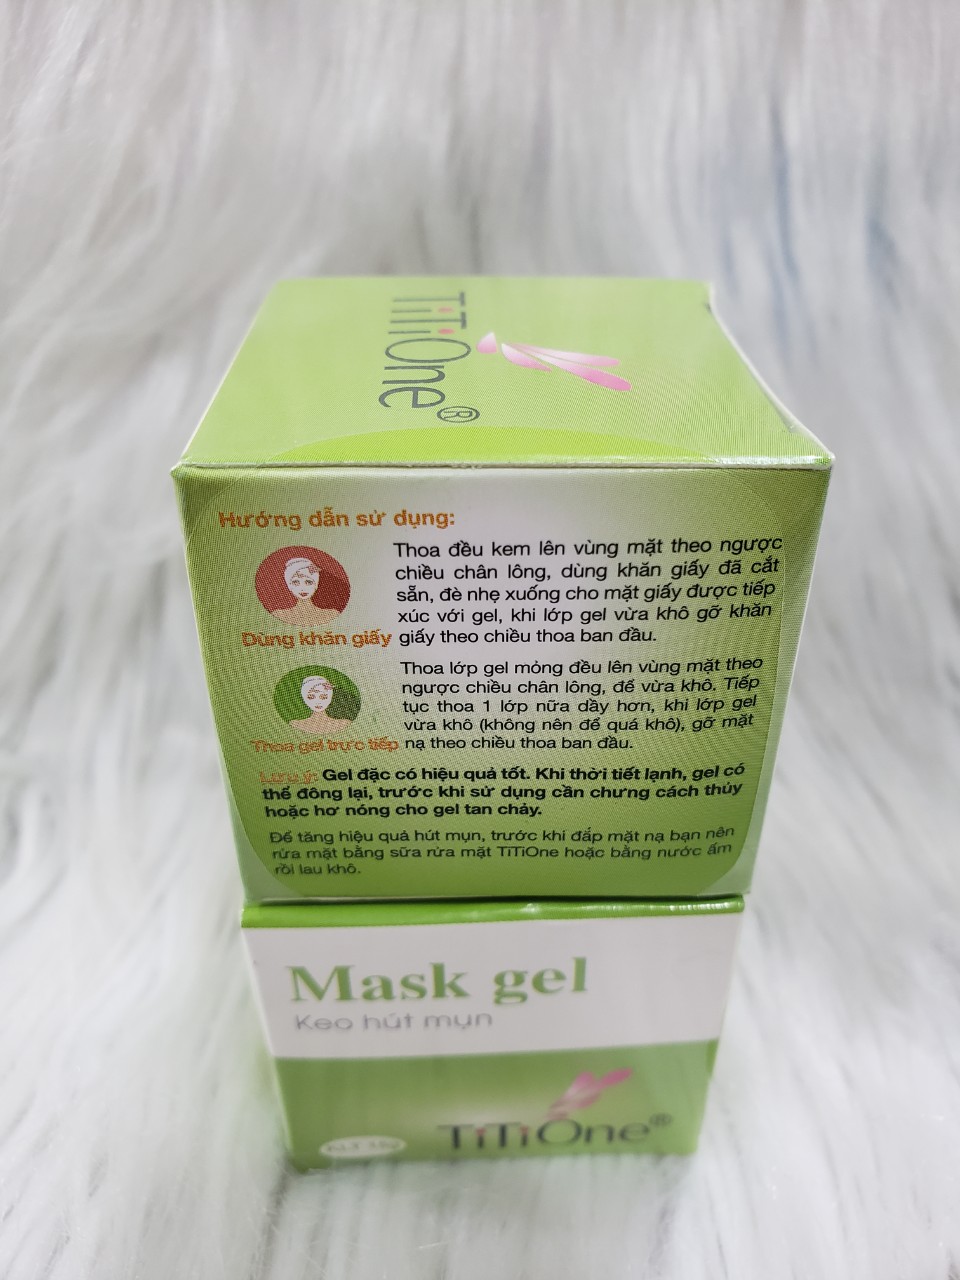 TiTiOne®
Hướng dẫn sử dụng:
Thoa đều kem lên vùng mặt theo ngược
chiều chân lông, dùng khăn giấy đã cắt
sẵn, đè nhẹ xuống cho mặt giấy được tiếp
xúc với gel, khi lớp gel vừa khô gỡ khăn
giấy theo chiều thoa ban đầu.
Dùng khăn giấy
Thoa lớp gel mỏng đều lên vùng mặt theo
ngược chiều chân lông, để vừa khô. Tiếp
tục thoa 1 lớp nữa dầy hơn, khi lớp gel
vừa khô (không nên để quá khô), gỡ mặt
nạ theo chiều thoa ban đầu.
Thoa gel trực tiếp
Lưu ý: Gel đặc có hiệu quả tốt. Khi thời tiết lạnh, gel có
thể đông lại, trước khi sử dụng cần chưng cách thủy
hoặc hơ nóng cho gel tan chảy.
Để tăng hiệu quả hút mụn, trước khi đắp mặt nạ bạn nên
rửa mặt bằng sữa rửa mặt TiTiOne hoặc bằng nước ấm
rồi lau khô.
Mask gel
Keo hút mụn
TiTiOne®